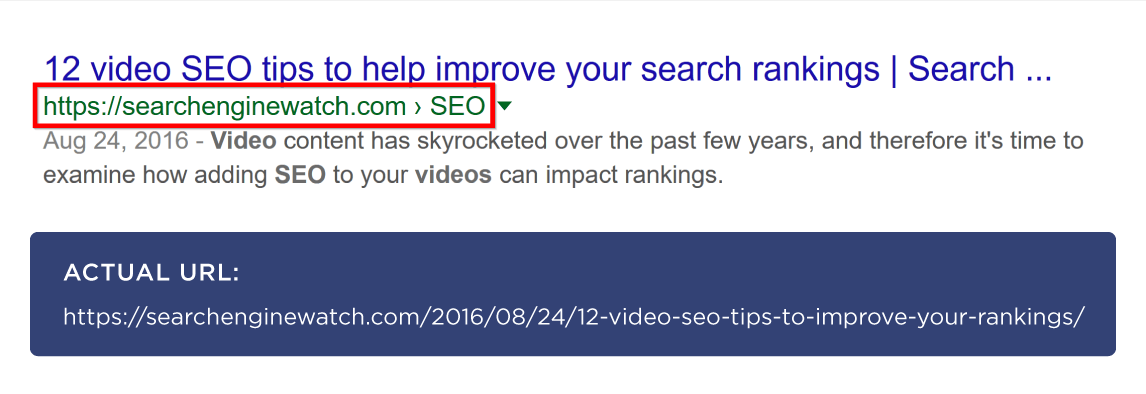 12 video SEO tips to help improve your search rankings | Search ...
https://searchenginewatch.com › SEO
Aug 24, 2016 - Video content has skyrocketed over the past few years, and therefore it's time to
examine how adding SEO to your videos can impact rankings.
ACTUAL URL:
https://searchenginewatch.com/2016/08/24/12-video-seo-tips-to-improve-your-rankings/